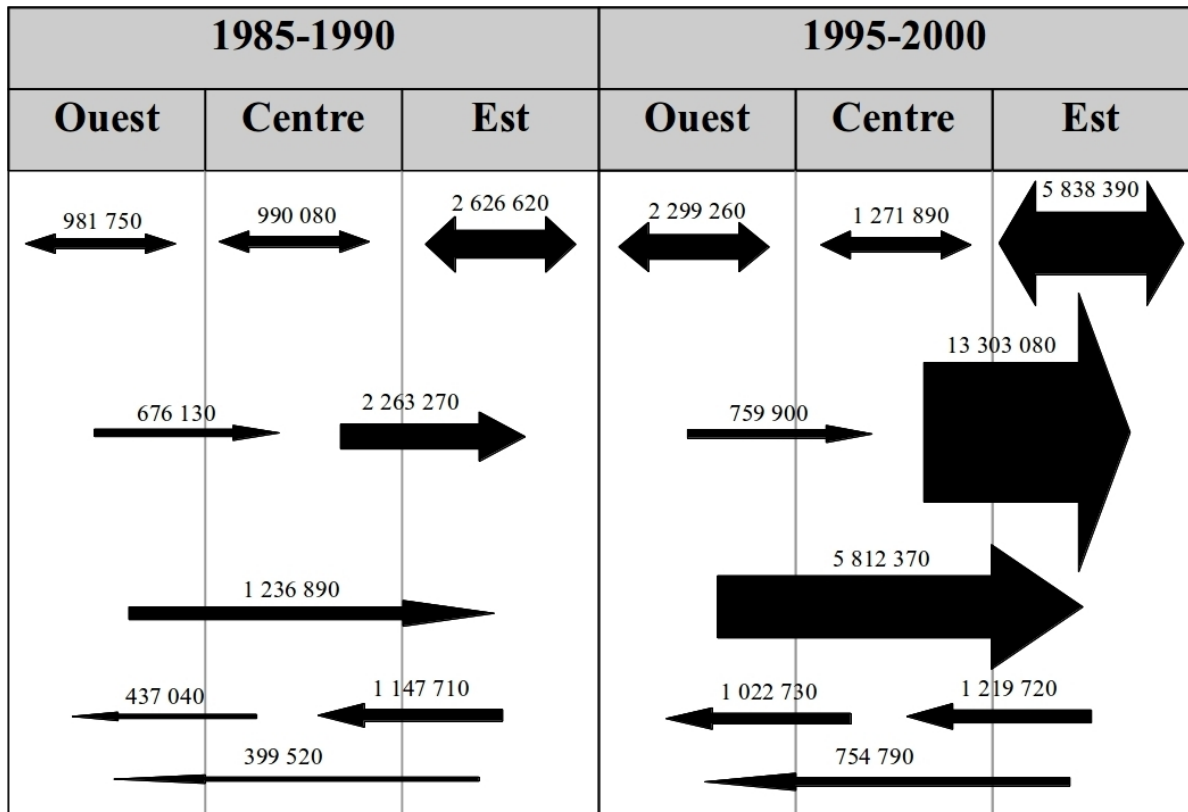 1985-1990 1995-2000
Ouest Centre Est Ouest Centre Est
981 750 990 080 2 626 620 2 299 260 1 271 890 5 838 390
13 303 080
676 130 2 263 270 759 900
1 236 890 5 812 370
437 040 1 147 710 1 022 730 1 219 720
399 520 754 790